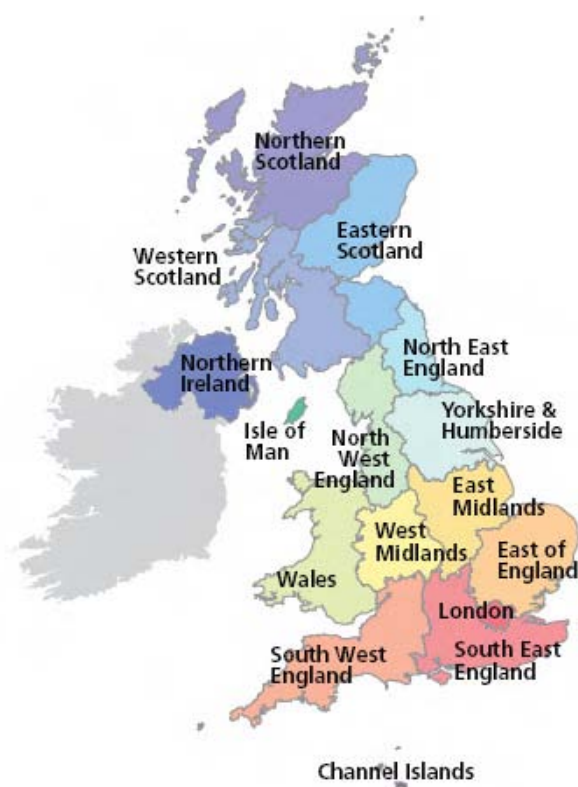 Northern
Scotland
Eastern
Scotland
Western
Scotland
North East
England
Northern
Ireland
Yorkshire &
Humberside
Isle of
Man
North
West
England
East
Midlands
West
Midlands
East of
England
Wales
London
South West
England
South East
England
Channel Islands